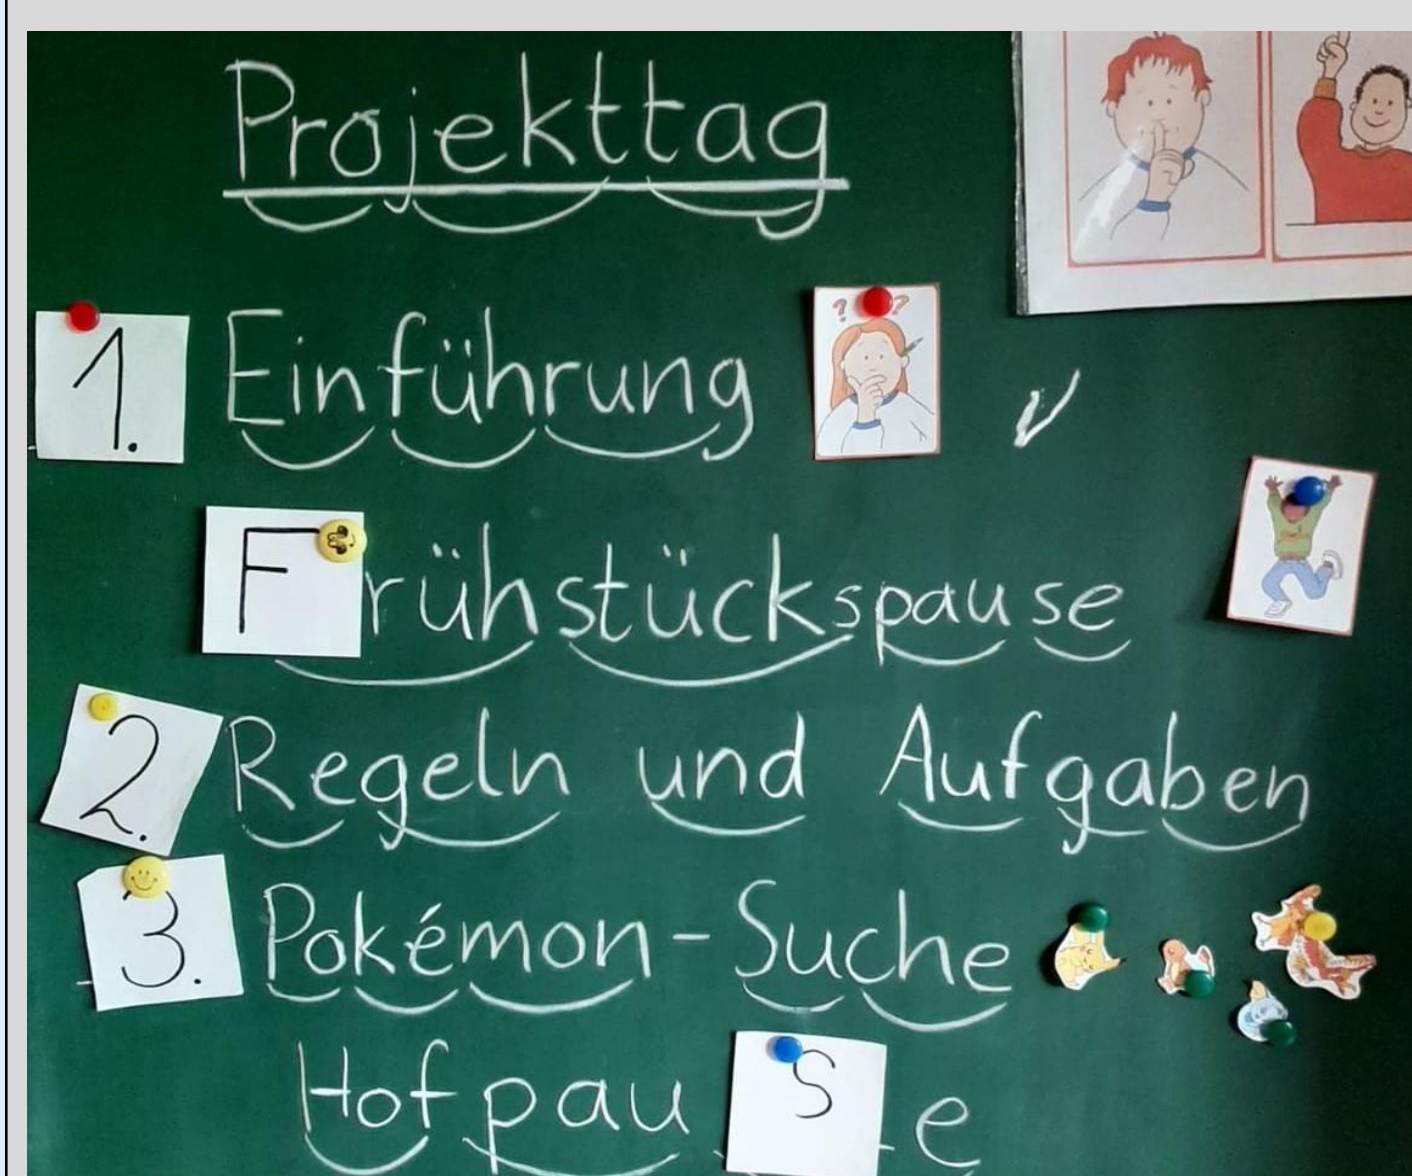 Projekttag
1. Einführung ? ?
Frühstückspause
2. Regeln und Aufgaben
3. Pokémon-Suche
Hofpause